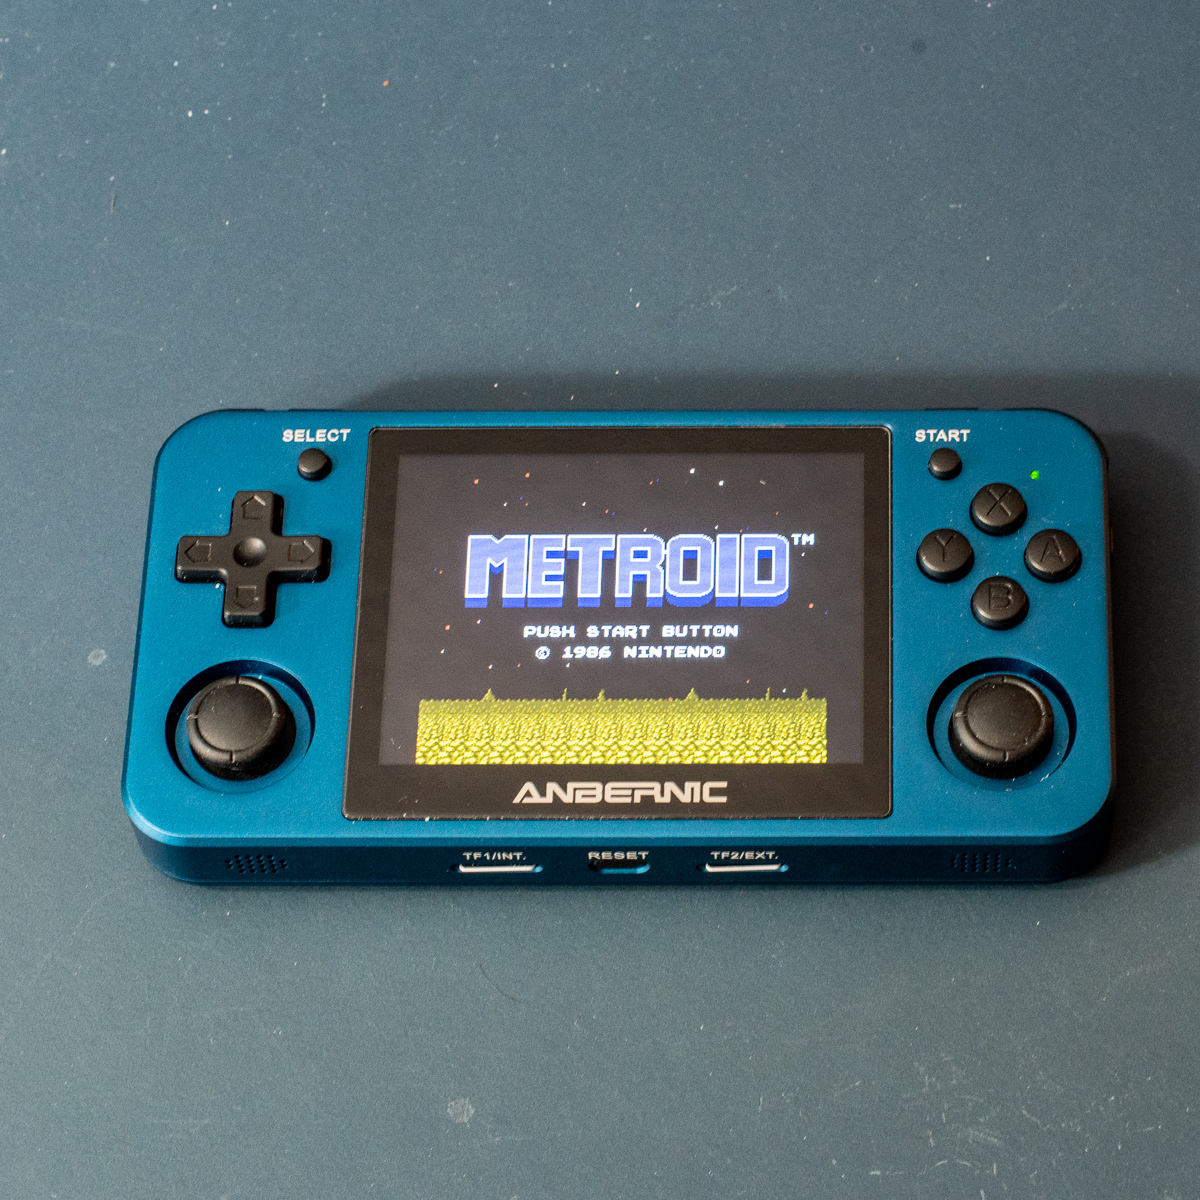 SELECT
START
X
Y
A
B
METROID™
PUSH START BUTTON
© 1986 NINTENDO
ANBERNIC
TF1/INT.
RESET
TF2/EXT.